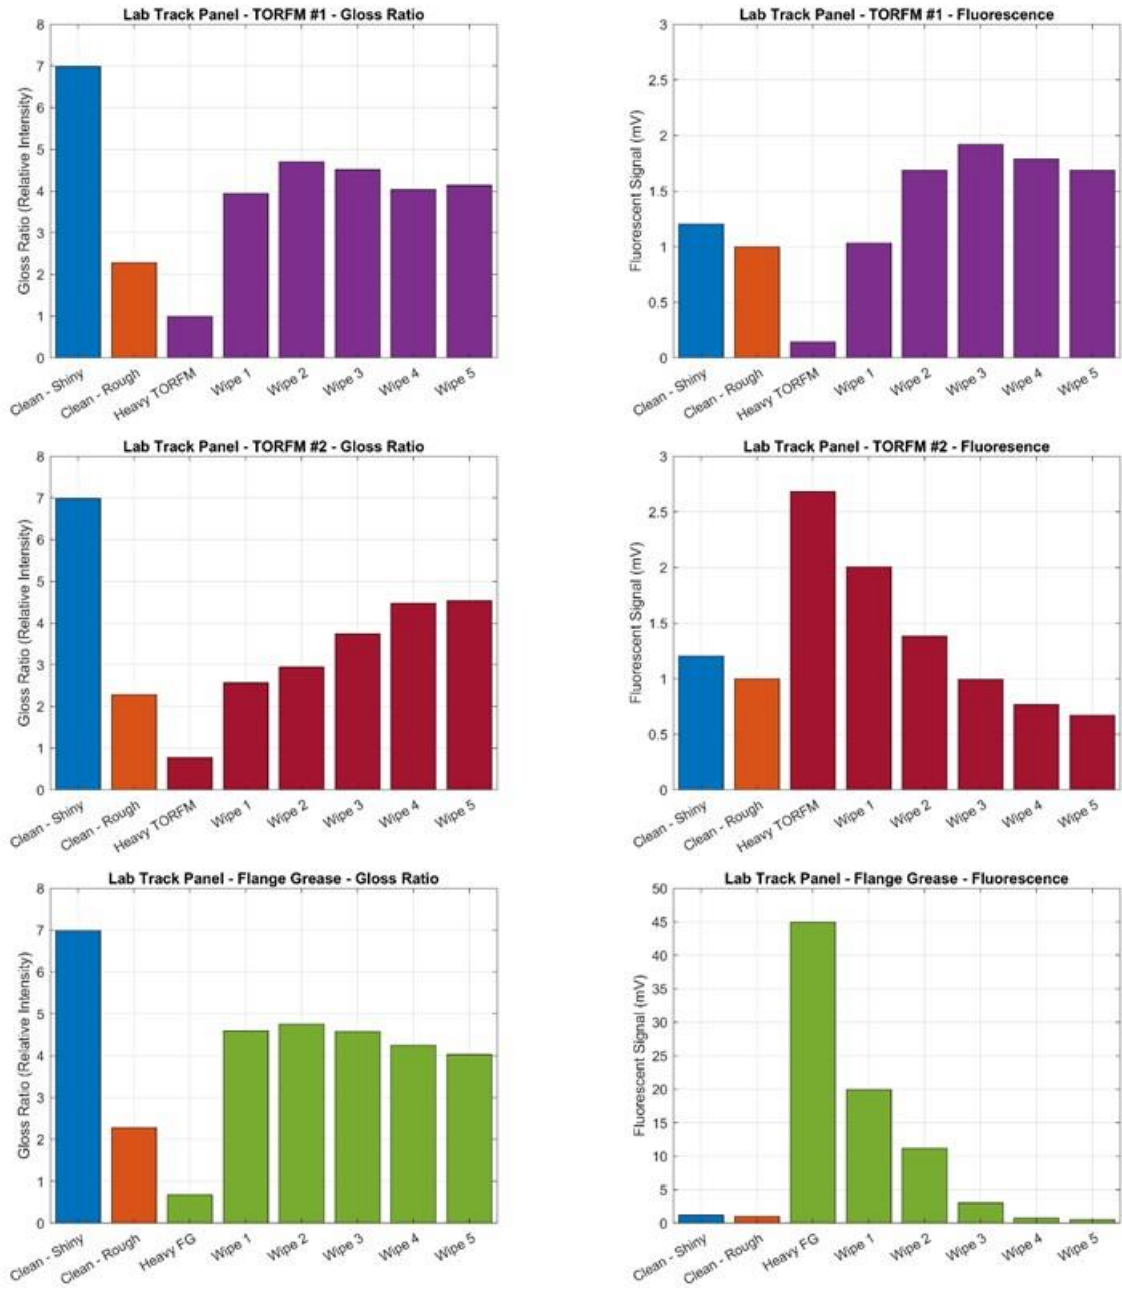 Lab Track Panel - TORFM #1 - Gloss Ratio
Gloss Ratio (Relative Intensity)
8
7
6
5
4
3
2
1
0
Clean - Shiny
Clean - Rough
Heavy TORFM
Wipe 1
Wipe 2
Wipe 3
Wipe 4
Wipe 5
Lab Track Panel - TORFM #1 - Fluorescence
Fluorescent Signal (mV)
3
2.5
2
1.5
1
0.5
0
Clean - Shiny
Clean - Rough
Heavy TORFM
Wipe 1
Wipe 2
Wipe 3
Wipe 4
Wipe 5
Lab Track Panel - TORFM #2 - Gloss Ratio
Gloss Ratio (Relative Intensity)
8
7
6
5
4
3
2
1
0
Clean - Shiny
Clean - Rough
Heavy TORFM
Wipe 1
Wipe 2
Wipe 3
Wipe 4
Wipe 5
Lab Track Panel - TORFM #2 - Fluoresence
Fluorescent Signal (mV)
3
2.5
2
1.5
1
0.5
0
Clean - Shiny
Clean - Rough
Heavy TORFM
Wipe 1
Wipe 2
Wipe 3
Wipe 4
Wipe 5
Lab Track Panel - Flange Grease - Gloss Ratio
Gloss Ratio (Relative Intensity)
8
7
6
5
4
3
2
1
0
Clean - Shiny
Clean - Rough
Heavy FG
Wipe 1
Wipe 2
Wipe 3
Wipe 4
Wipe 5
Lab Track Panel - Flange Grease - Fluorescence
Fluorescent Signal (mV)
50
45
40
35
30
25
20
15
10
5
0
Clean - Shiny
Clean - Rough
Heavy FG
Wipe 1
Wipe 2
Wipe 3
Wipe 4
Wipe 5